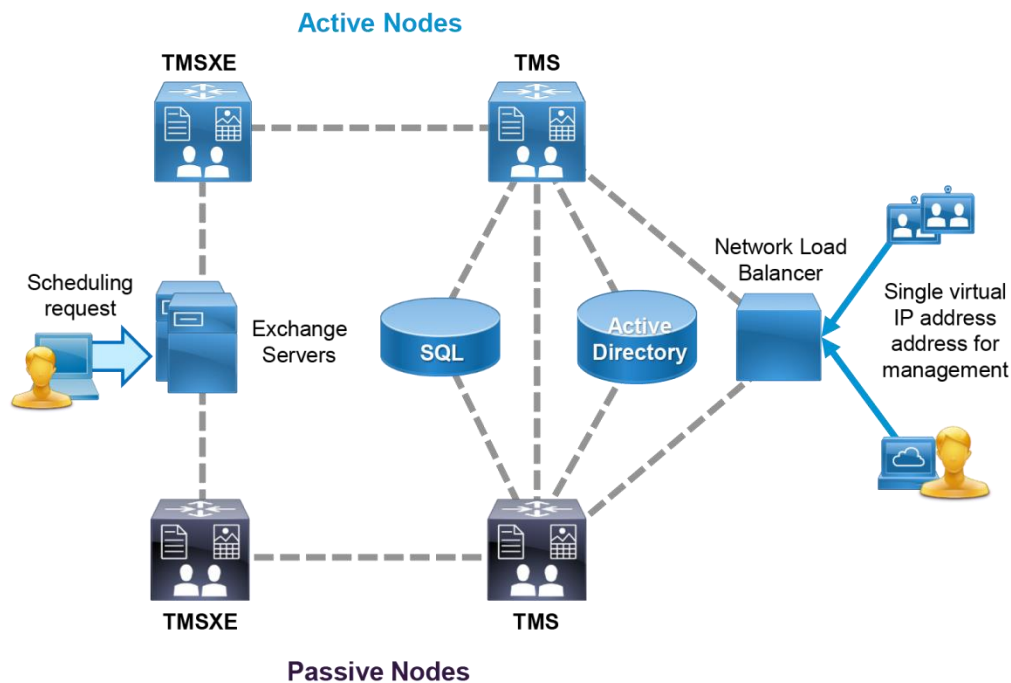 Active Nodes
TMSXE
TMS
Network Load
Balancer
Scheduling
request
Exchange
Servers
SQL
Active
Directory
Single virtual
IP address
address for
management
TMSXE
TMS
Passive Nodes